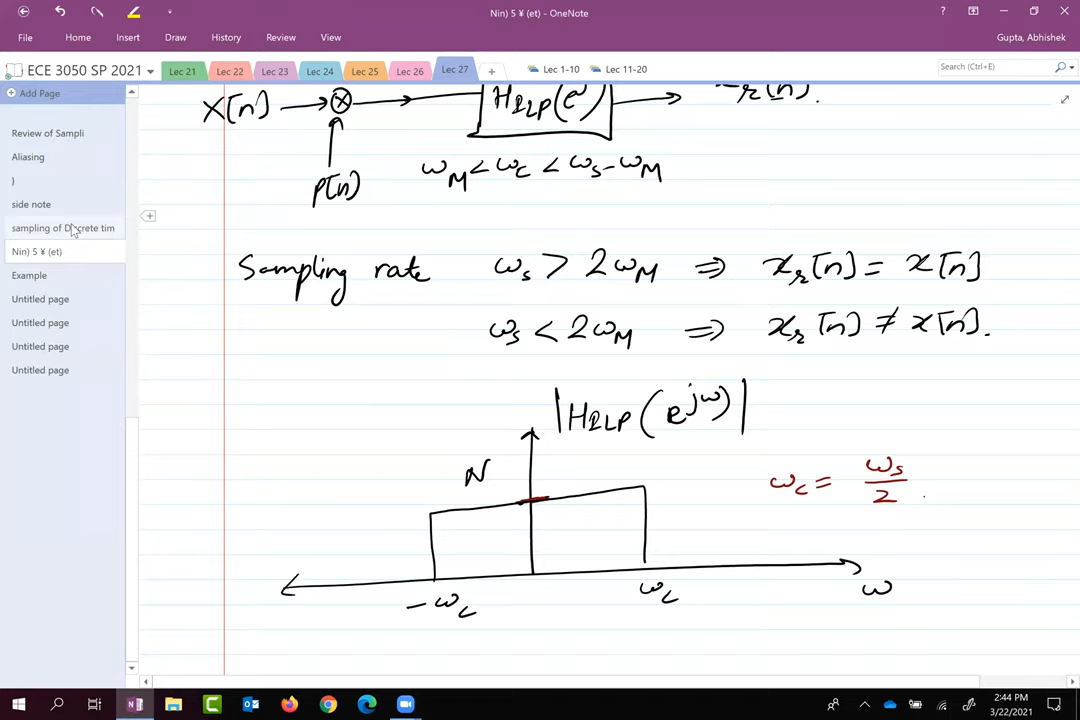 Nin) 5 ¥ (et) - OneNote
?
Gupta, Abhishek
File Home Insert Draw History Review View
ECE 3050 SP 2021
Lec 21 Lec 22 Lec 23 Lec 24 Lec 25 Lec 26 Lec 27 + Lec 1-10 Lec 11-20
Search (Ctrl+E)
Add Page
Review of Sampli
Aliasing
}
side note
sampling of Discrete tim
Nin) 5 ¥ (et)
Example
Untitled page
Untitled page
Untitled page
Untitled page
X[n] → ⊗ → HILP(e^j) → x_r[n].
p[n]
ω_M < ω_c < ω_s - ω_M
Sampling rate ω_s > 2ω_M ⇒ x_r[n] = x[n]
ω_s < 2ω_M ⇒ x_r[n] ≠ x[n].
|HILP(e^jω)|
N
ω_c = ω_s / 2
-ω_c ω_c ω
2:44 PM
3/22/2021